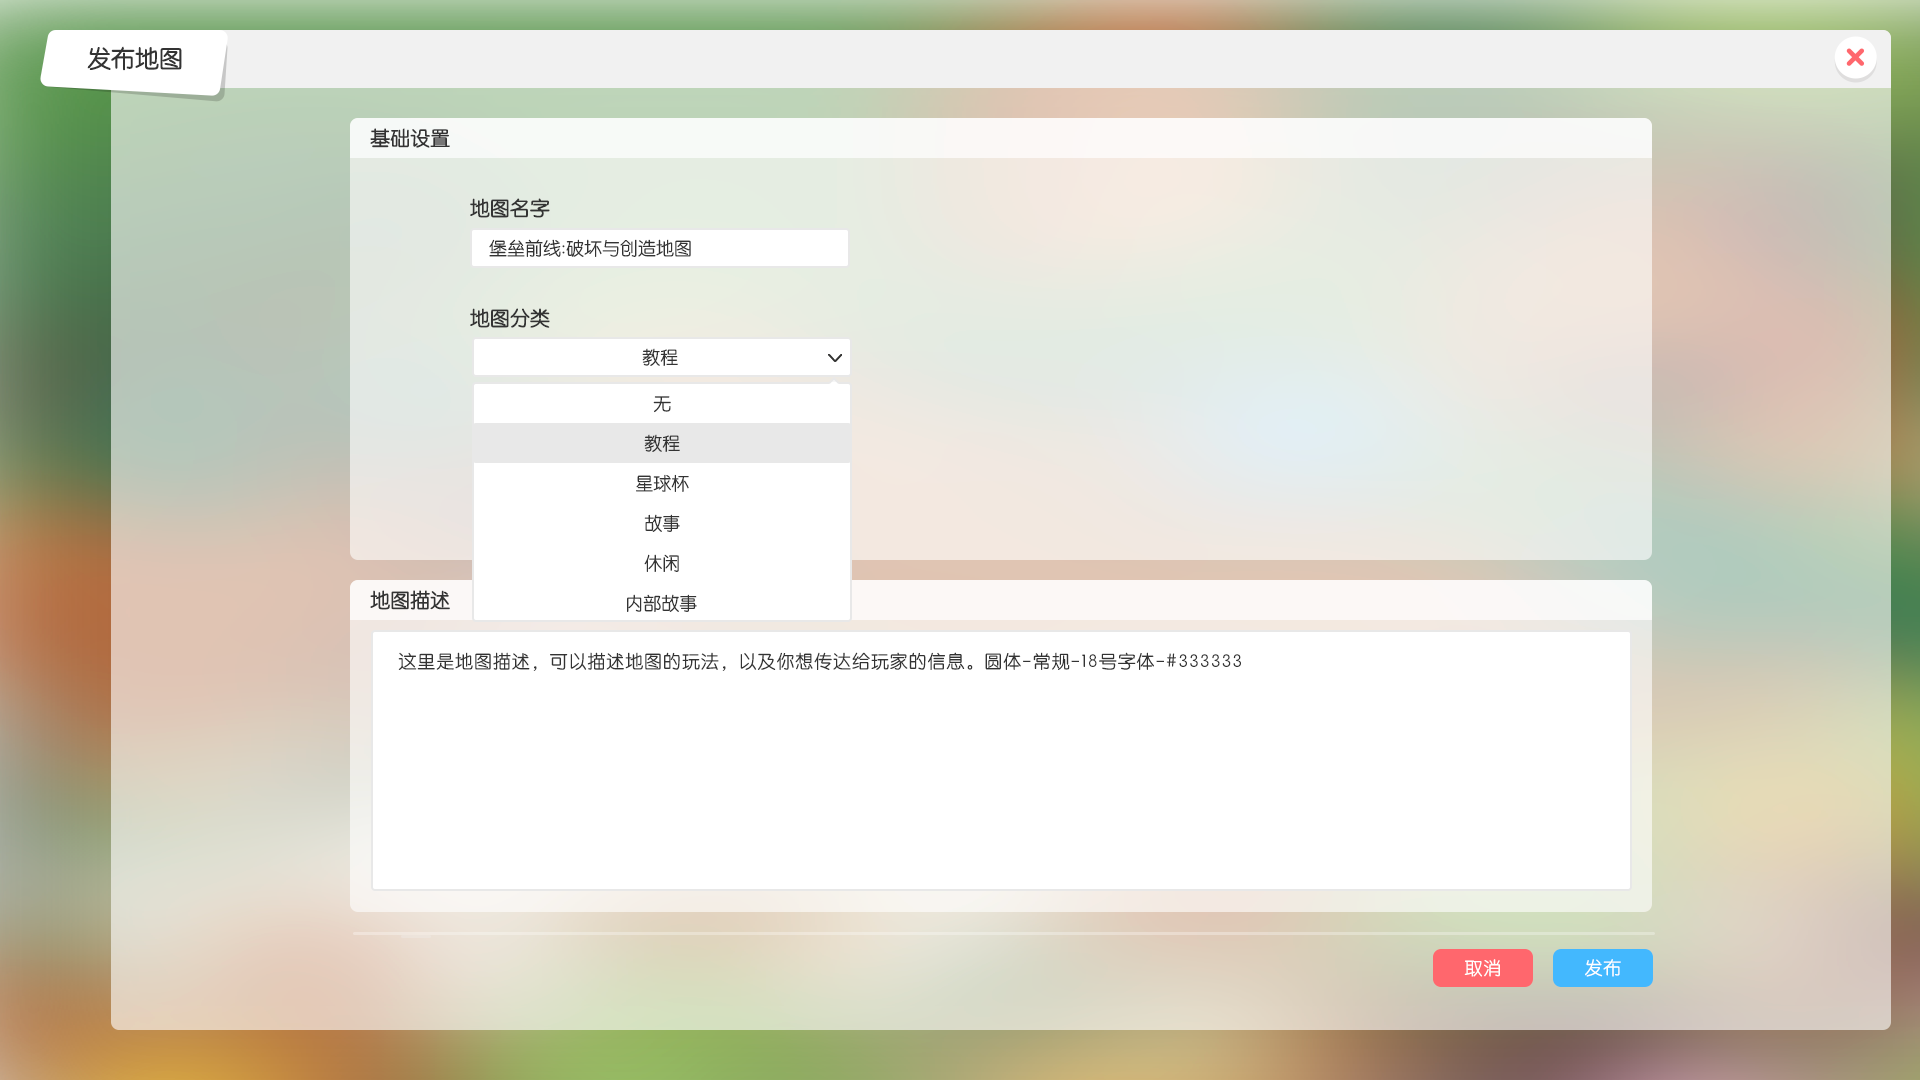 发布地图
基础设置
地图名字
堡垒前线:破坏与创造地图
地图分类
教程
无
教程
星球杯
故事
休闲
内部故事
地图描述
这里是地图描述，可以描述地图的玩法，以及你想传达给玩家的信息。圆体-常规-18号字体-#333333
取消
发布